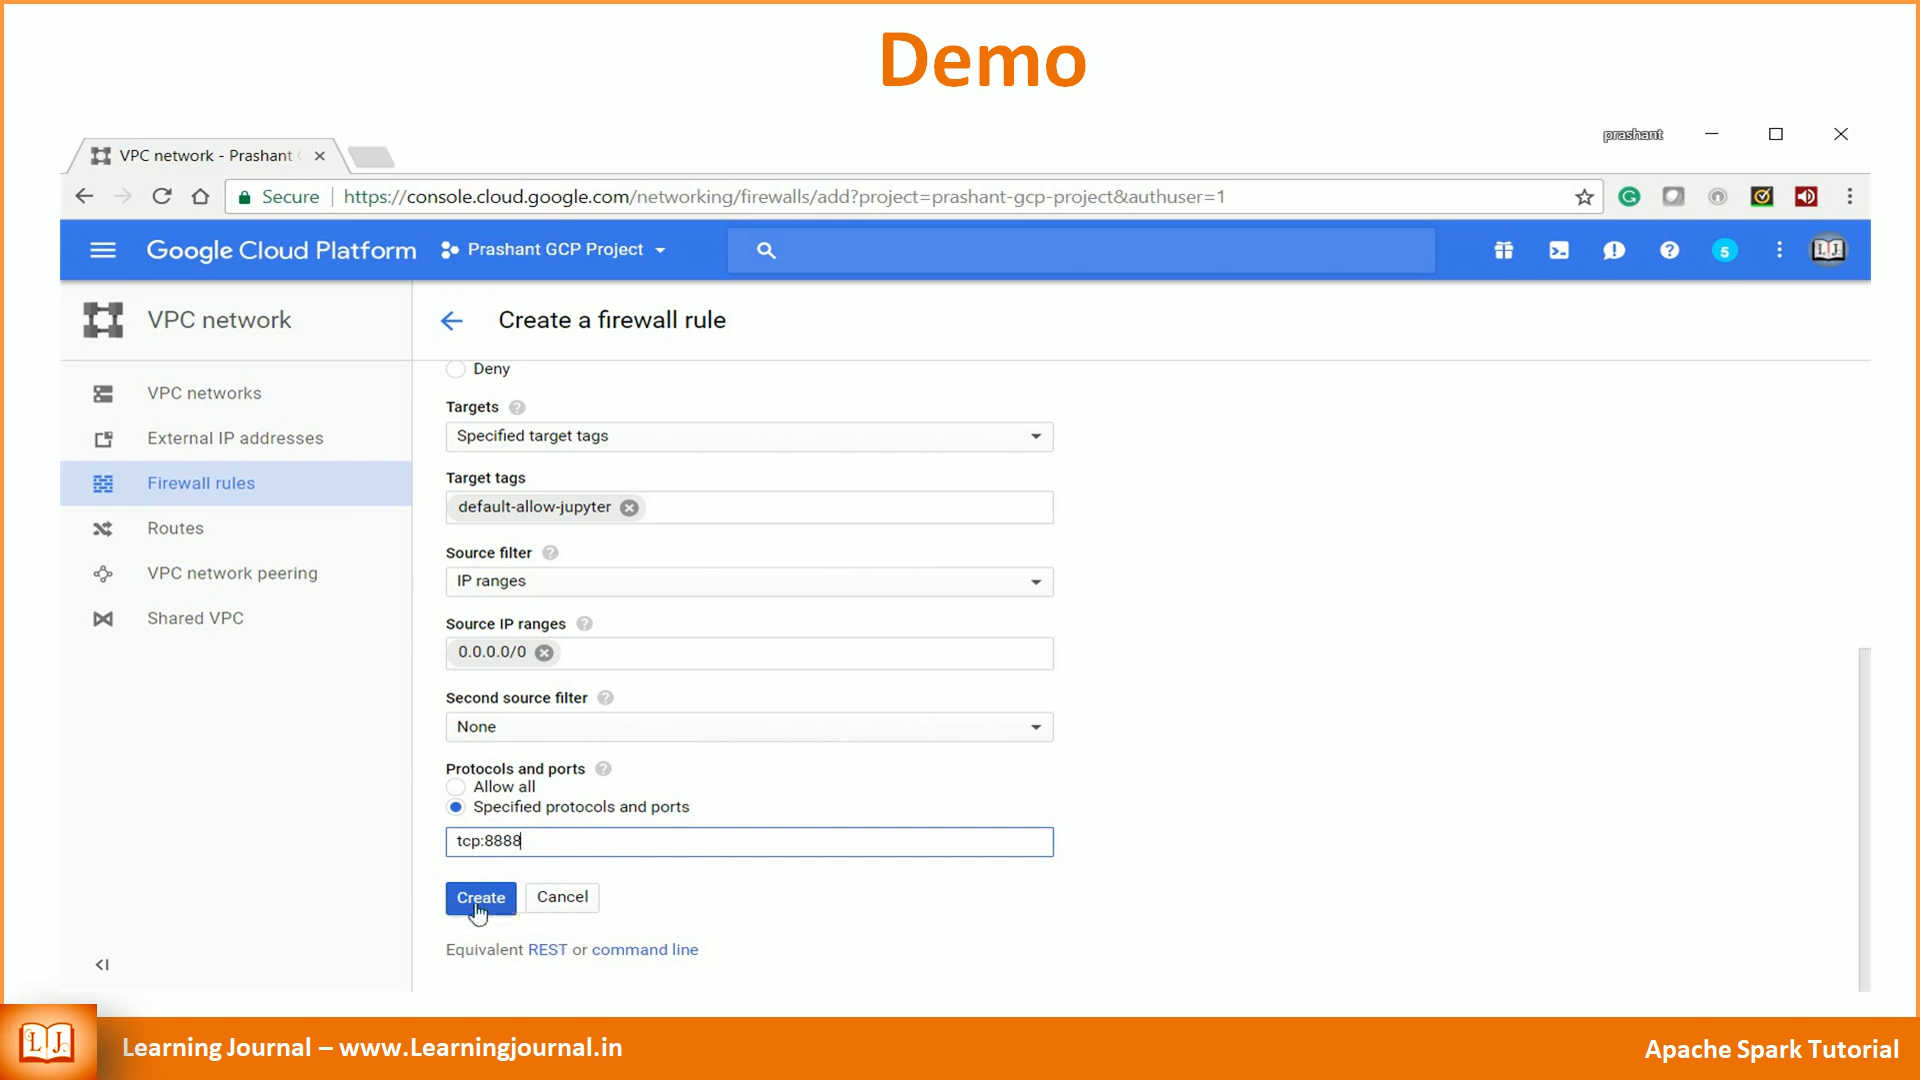 Demo
prashant
VPC network - Prashant G
Secure https://console.cloud.google.com/networking/firewalls/add?project=prashant-gcp-project&authuser=1
Google Cloud Platform Prashant GCP Project 5 LJ
VPC network
Create a firewall rule
VPC networks
External IP addresses
Firewall rules
Routes
VPC network peering
Shared VPC
Deny
Targets
Specified target tags
Target tags
default-allow-jupyter
Source filter
IP ranges
Source IP ranges
0.0.0.0/0
Second source filter
None
Protocols and ports
Allow all
Specified protocols and ports
tcp:8888
Create Cancel
Equivalent REST or command line
LJ Learning Journal – www.Learningjournal.in
Apache Spark Tutorial